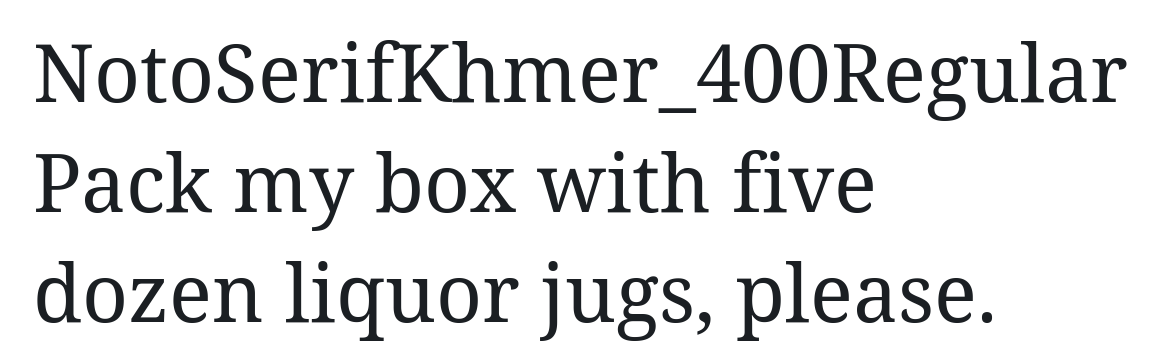 NotoSerifKhmer_400Regular
Pack my box with five
dozen liquor jugs, please.